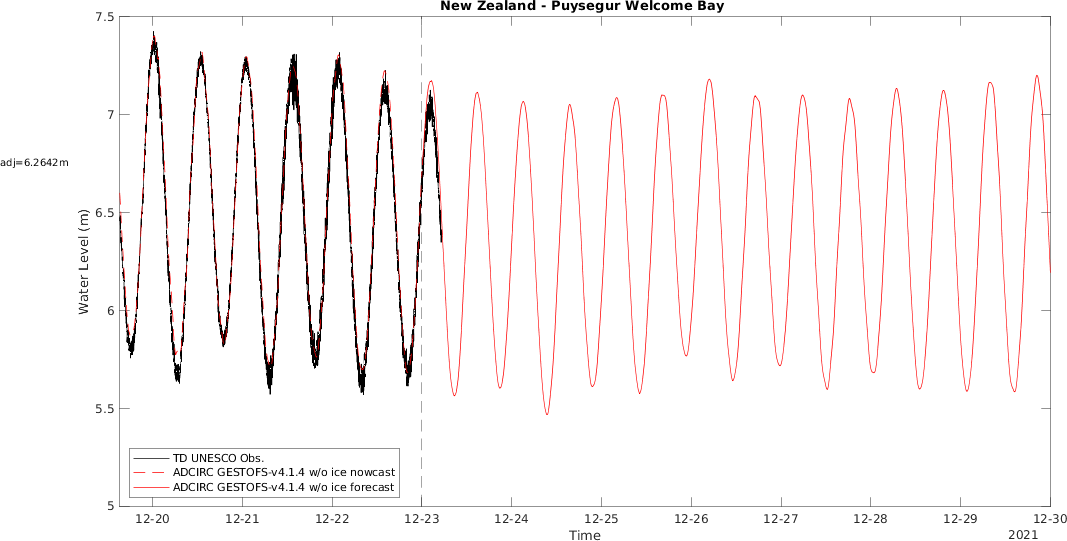 New Zealand - Puysegur Welcome Bay
7.5
7
6.5
6
5.5
5
adj=6.2642m
Water Level (m)
TD UNESCO Obs.
ADCIRC GESTOFS-v4.1.4 w/o ice nowcast
ADCIRC GESTOFS-v4.1.4 w/o ice forecast
12-20 12-21 12-22 12-23 12-24 12-25 12-26 12-27 12-28 12-29 12-30
Time
2021